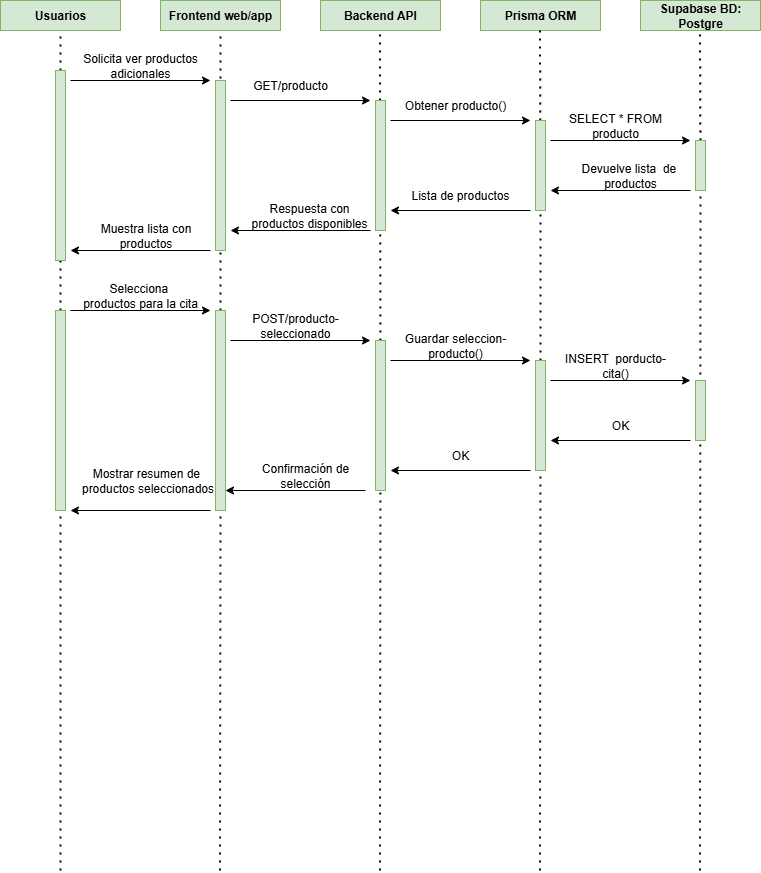 Usuarios
Frontend web/app
Backend API
Prisma ORM
Supabase BD:
Postgre
Solicita ver productos
adicionales
GET/producto
Obtener producto()
SELECT * FROM
producto
Devuelve lista  de
productos
Lista de productos
Respuesta con
productos disponibles
Muestra lista con
productos
Selecciona
productos para la cita
POST/producto-
seleccionado
Guardar seleccion-
producto()
INSERT  porducto-
cita()
OK
OK
Confirmación de
selección
Mostrar resumen de
productos seleccionados